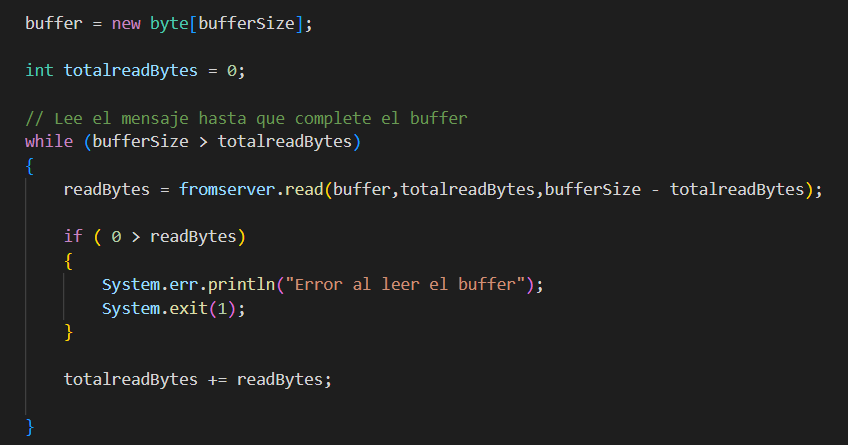 buffer = new byte[bufferSize];
int totalreadBytes = 0;
// Lee el mensaje hasta que complete el buffer
while (bufferSize > totalreadBytes)
{
readBytes = fromserver.read(buffer,totalreadBytes,bufferSize - totalreadBytes);
if ( 0 > readBytes)
{
System.err.println("Error al leer el buffer");
System.exit(1);
}
totalreadBytes += readBytes;
}